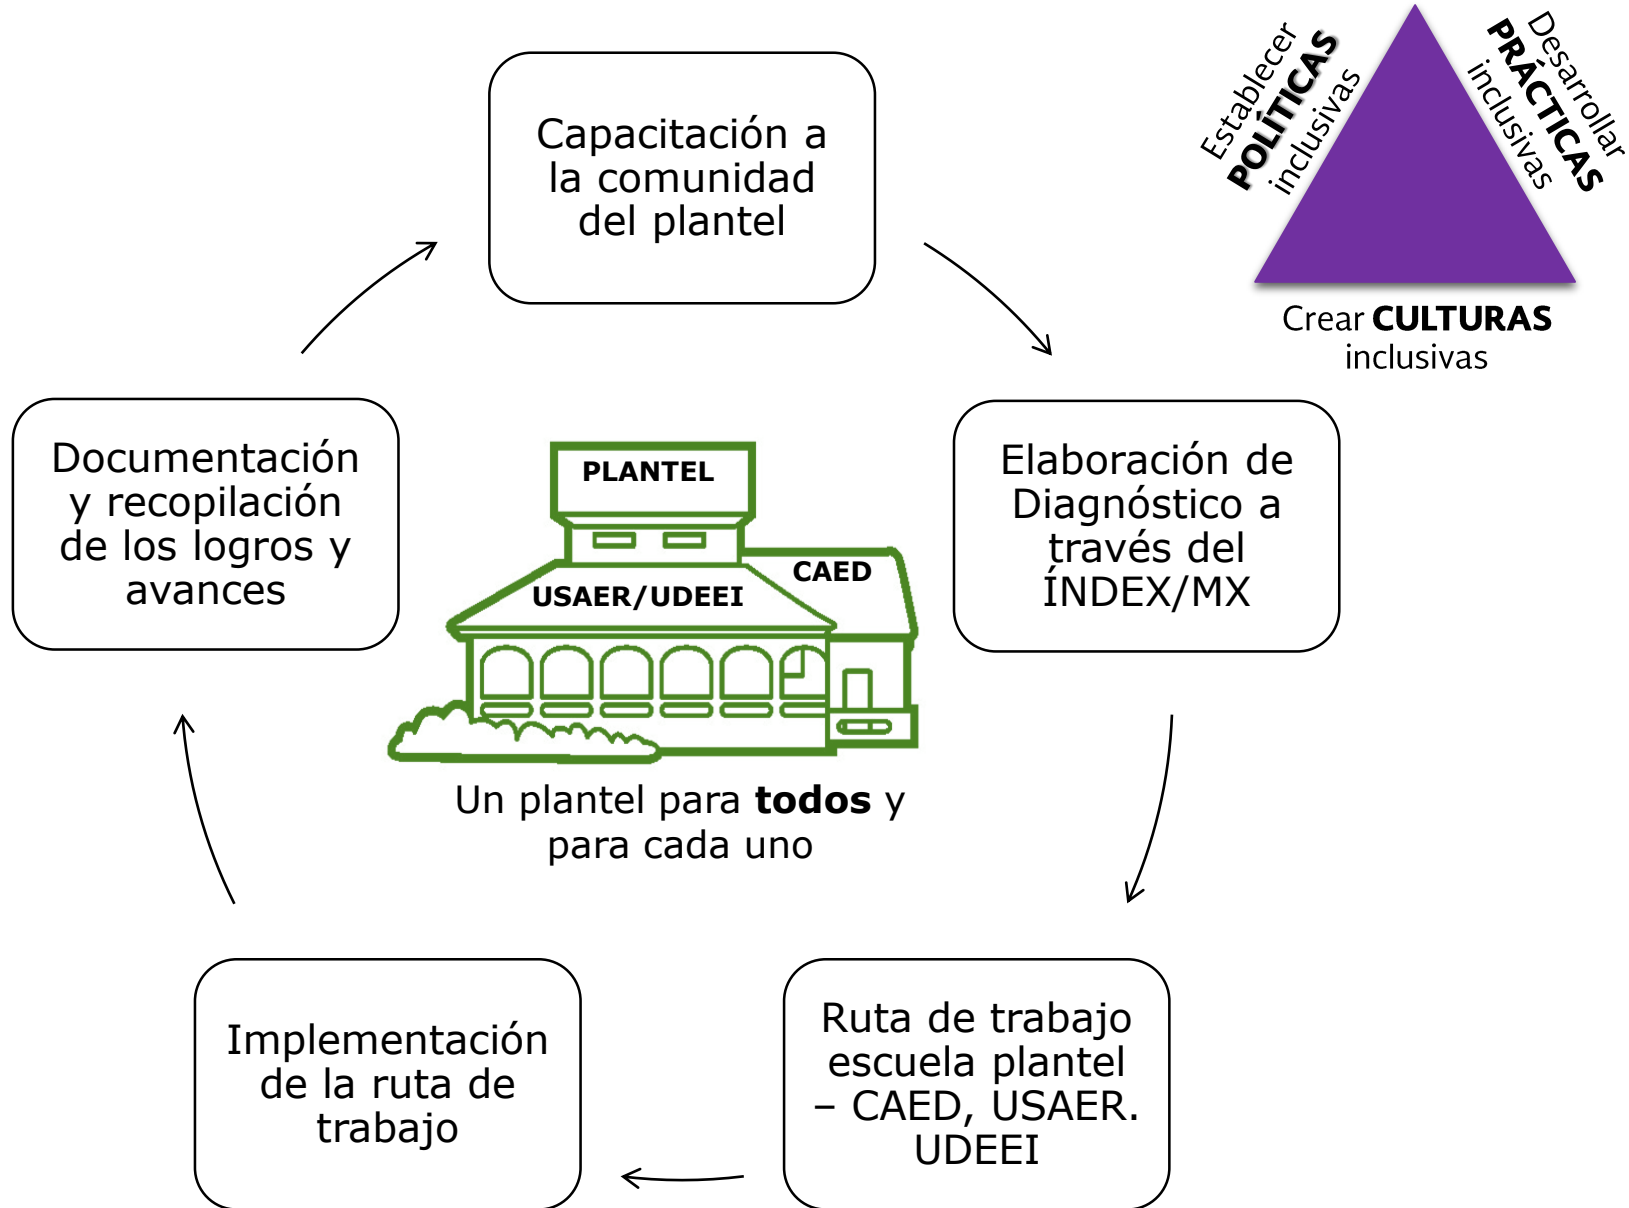 Establecer
POLÍTICAS
inclusivas
Desarrollar
PRÁCTICAS
inclusivas
Crear CULTURAS
inclusivas
Capacitación a
la comunidad
del plantel
Elaboración de
Diagnóstico a
través del
ÍNDEX/MX
Ruta de trabajo
escuela plantel
– CAED, USAER.
UDEEI
Implementación
de la ruta de
trabajo
Documentación
y recopilación
de los logros y
avances
PLANTEL
CAED
USAER/UDEEI
Un plantel para todos y
para cada uno